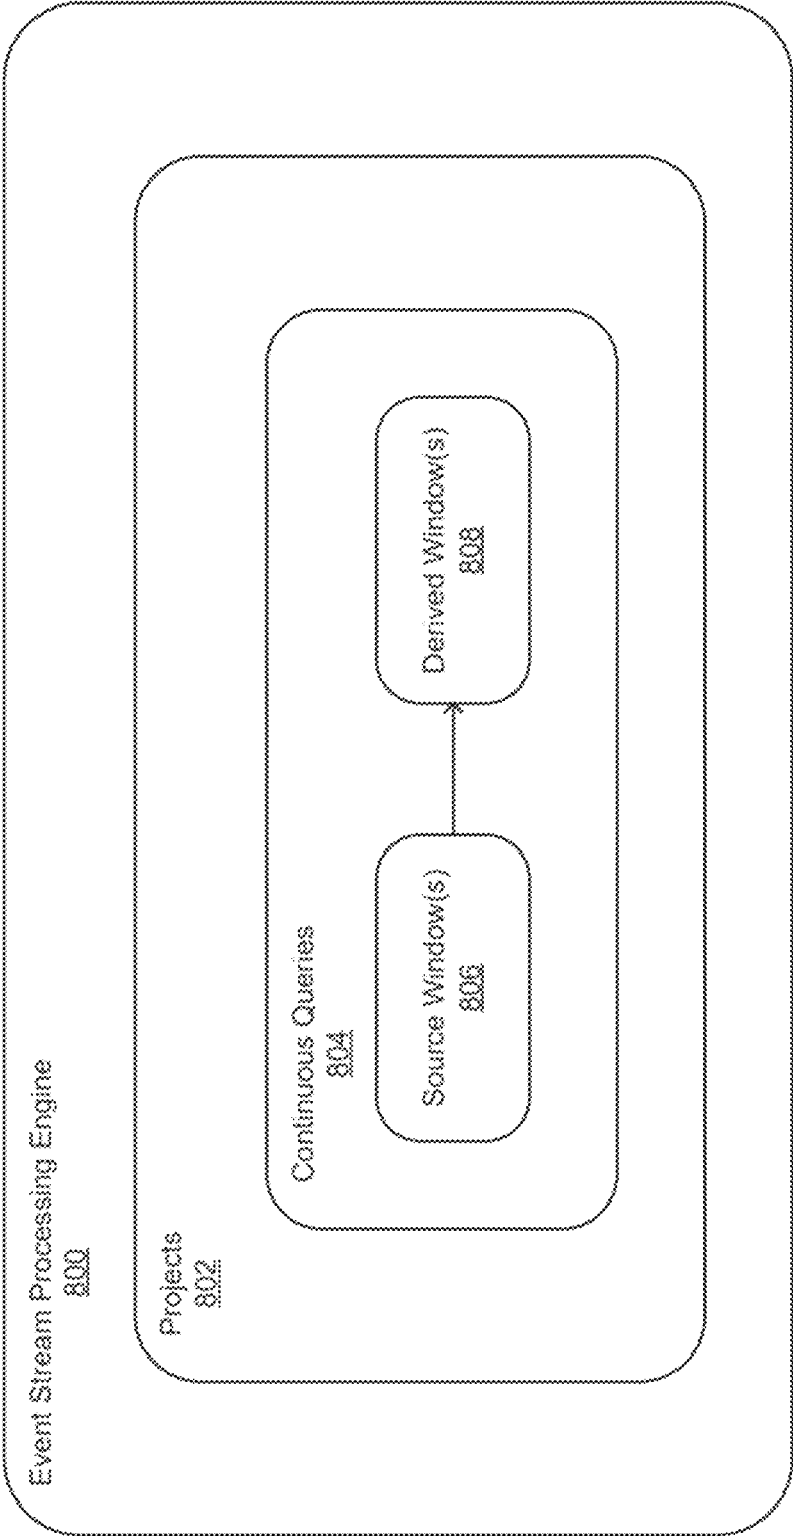 Event Stream Processing Engine
800
Projects
802
Continuous Queries
804
Source Window(s)
806
Derived Window(s)
808